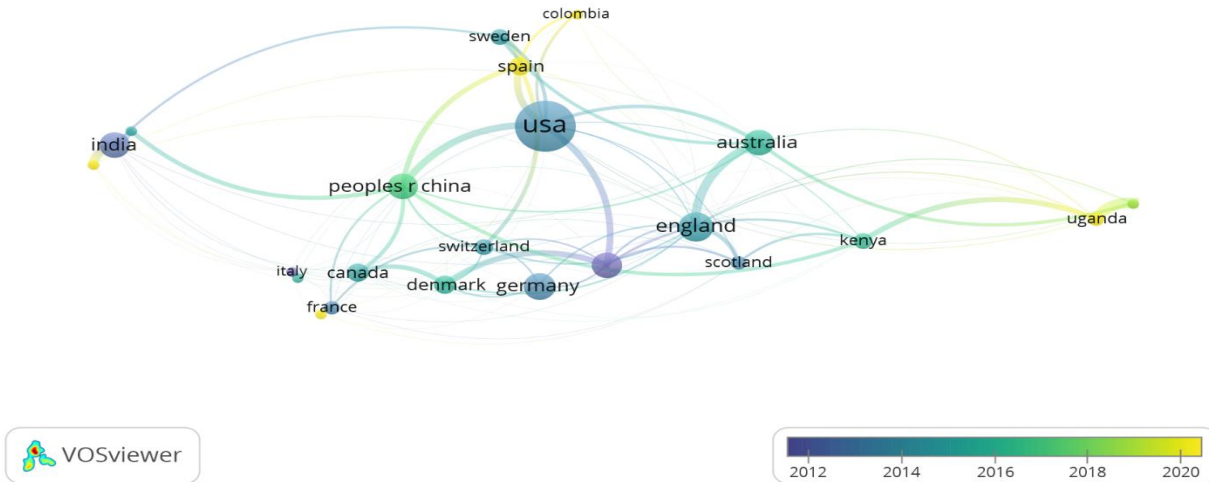 colombia
sweden
spain
usa
india
australia
peoples r china
uganda
england
kenya
switzerland
scotland
italy
canada
denmark
germany
france
VOSviewer
2012 2014 2016 2018 2020